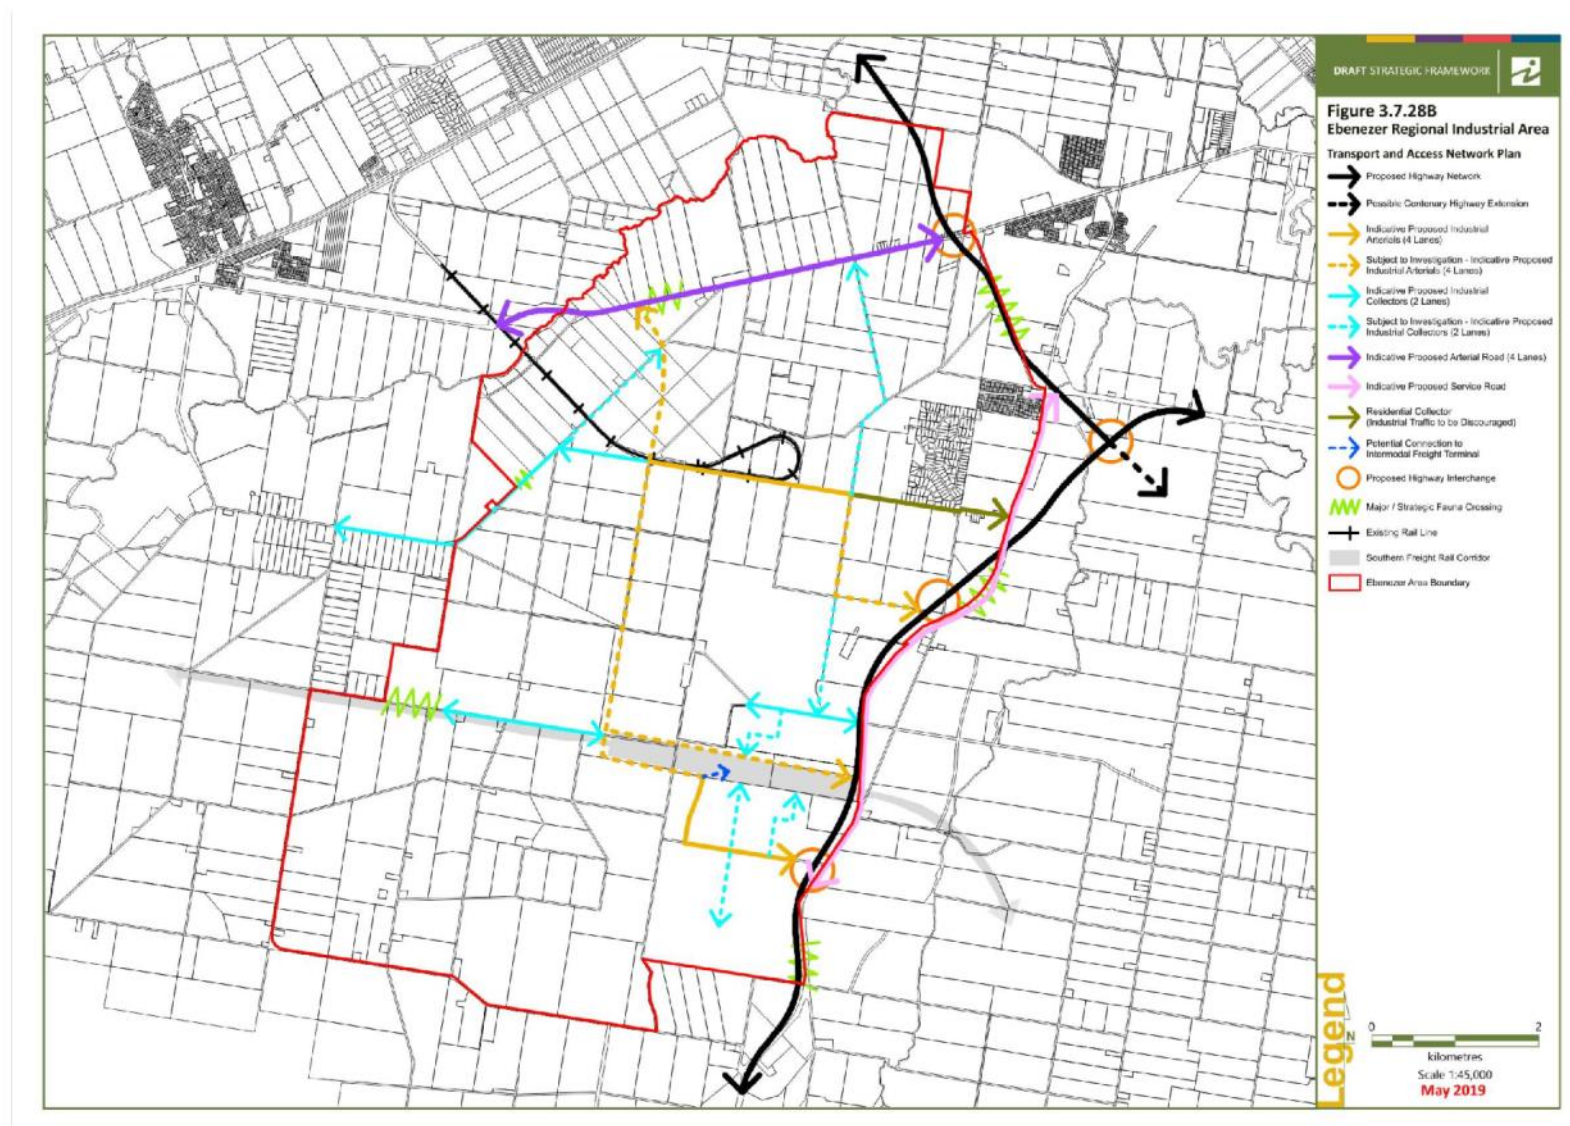 DRAFT STRATEGIC FRAMEWORK
Figure 3.7.28B
Ebenezer Regional Industrial Area
Transport and Access Network Plan
Proposed Highway Network
Possible Centenary Highway Extension
Indicative Proposed Industrial
Arterials (4 Lanes)
Subject to Investigation - Indicative Proposed
Industrial Arterials (4 Lanes)
Indicative Proposed Industrial
Collectors (2 Lanes)
Subject to Investigation - Indicative Proposed
Industrial Collectors (2 Lanes)
Indicative Proposed Arterial Road (4 Lanes)
Indicative Proposed Service Road
Residential Collector
(Industrial Traffic to be Discouraged)
Potential Connection to
Intermodal Freight Terminal
Proposed Highway Interchange
Major / Strategic Fauna Crossing
Existing Rail Line
Southern Freight Rail Corridor
Ebenezer Area Boundary
Legend
N
0 2
kilometres
Scale 1:45,000
May 2019